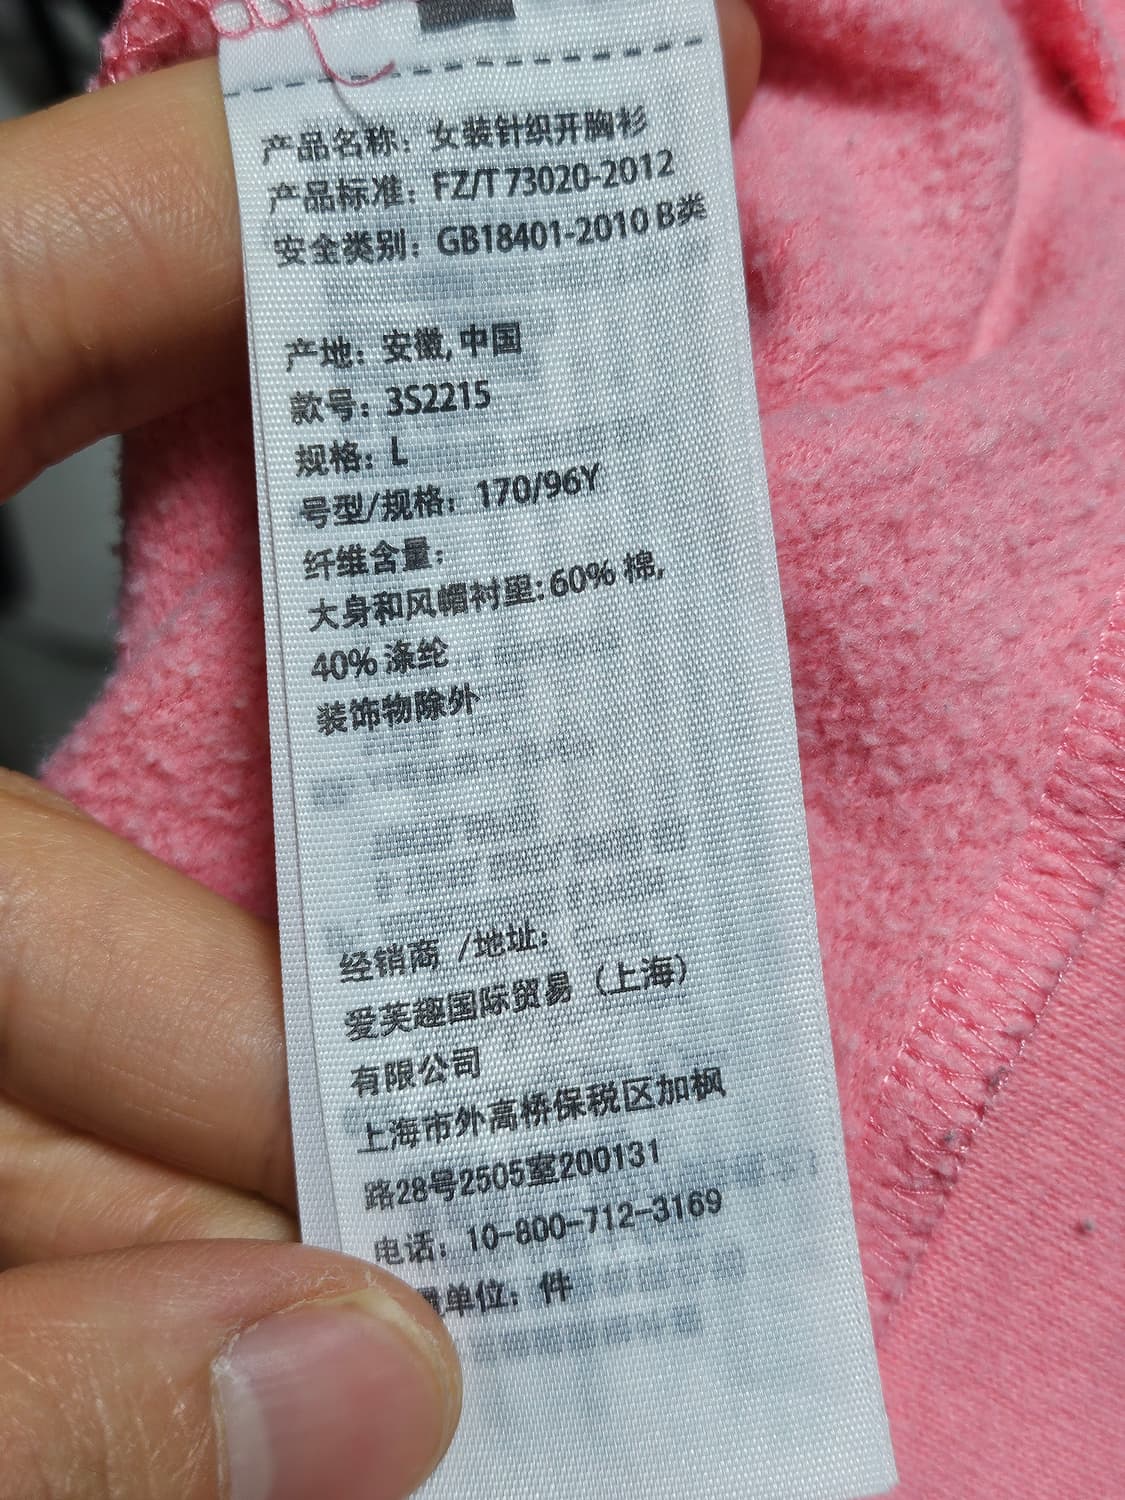 产品名称：女装针织开胸衫
产品标准：FZ/T 73020-2012
安全类别：GB18401-2010 B类
产地：安徽,中国
款号：3S2215
规格：L
号型/规格：170/96Y
纤维含量：
大身和风帽衬里：60% 棉,
40% 涤纶
装饰物除外
经销商 /地址：
爱芙趣国际贸易（上海）
有限公司
上海市外高桥保税区加枫
路28号2505室200131
电话：10-800-712-3169
单位：件